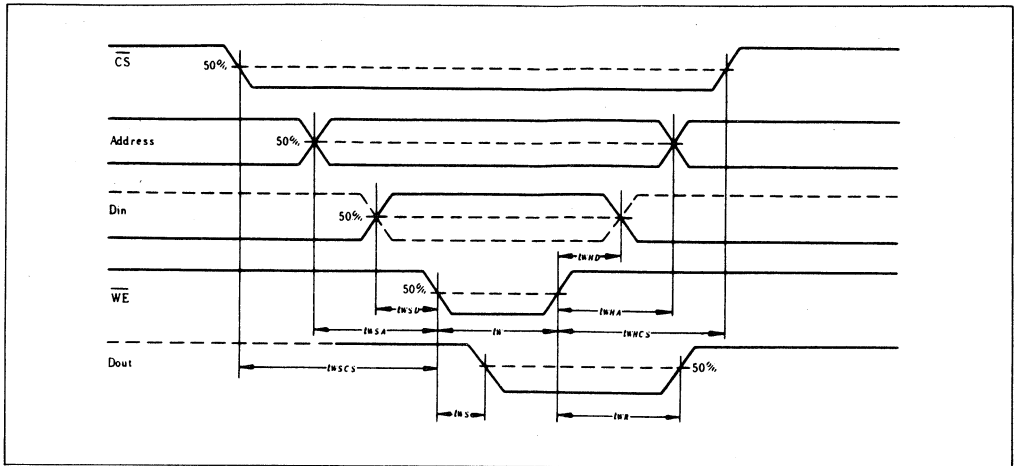 CS
50%
Address
50%
Din
50%
tWHD
WE
50%
tWSD
tWHA
tWSA
tW
tWHCS
Dout
50%
tWSCS
tWS
tWR